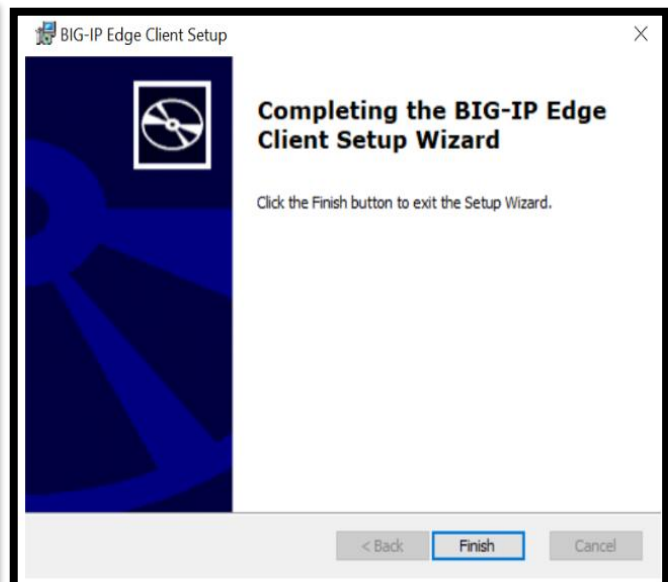 BIG-IP Edge Client Setup
Completing the BIG-IP Edge
Client Setup Wizard
Click the Finish button to exit the Setup Wizard.
< Back Finish Cancel